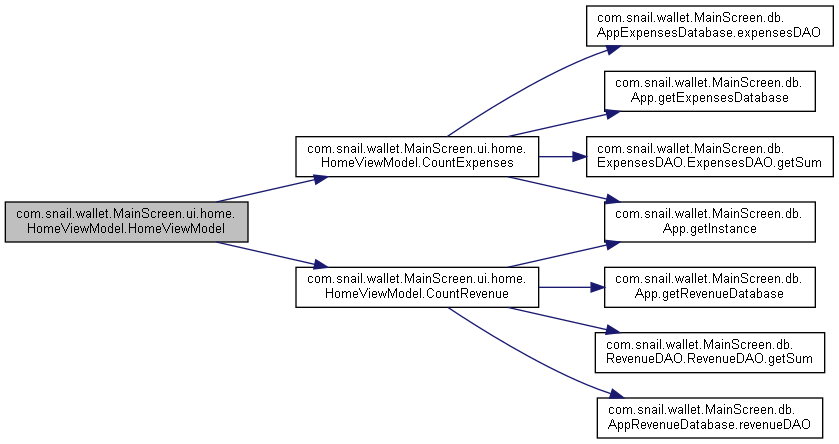 com.snail.wallet.MainScreen.ui.home.
HomeViewModel.HomeViewModel
com.snail.wallet.MainScreen.ui.home.
HomeViewModel.CountExpenses
com.snail.wallet.MainScreen.ui.home.
HomeViewModel.CountRevenue
com.snail.wallet.MainScreen.db.
AppExpensesDatabase.expensesDAO
com.snail.wallet.MainScreen.db.
App.getExpensesDatabase
com.snail.wallet.MainScreen.db.
ExpensesDAO.ExpensesDAO.getSum
com.snail.wallet.MainScreen.db.
App.getInstance
com.snail.wallet.MainScreen.db.
App.getRevenueDatabase
com.snail.wallet.MainScreen.db.
RevenueDAO.RevenueDAO.getSum
com.snail.wallet.MainScreen.db.
AppRevenueDatabase.revenueDAO